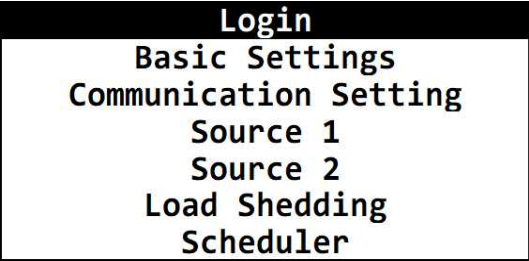 Login
Basic Settings
Communication Setting
Source 1
Source 2
Load Shedding
Scheduler